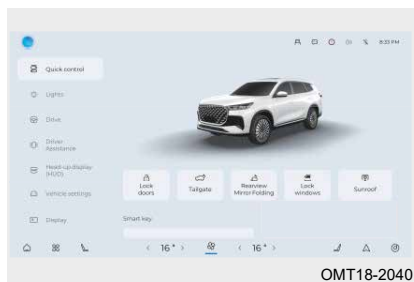 8:35 PM
Quick control
Lights
Drive
Driver
Assistance
Head-up display
(HUD)
Vehicle settings
Display
Lock
doors
Tailgate
Rearview
Mirror Folding
Lock
windows
Sunroof
Smart key
16°
16°
OMT18-2040